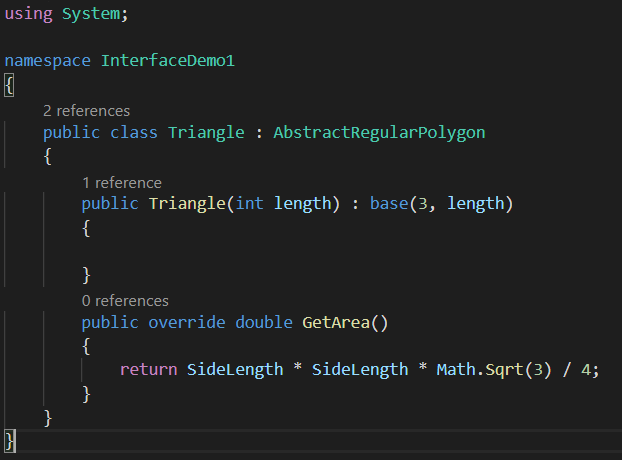 using System;
namespace InterfaceDemo1
{
2 references
public class Triangle : AbstractRegularPolygon
{
1 reference
public Triangle(int length) : base(3, length)
{
}
0 references
public override double GetArea()
{
return SideLength * SideLength * Math.Sqrt(3) / 4;
}
}
}